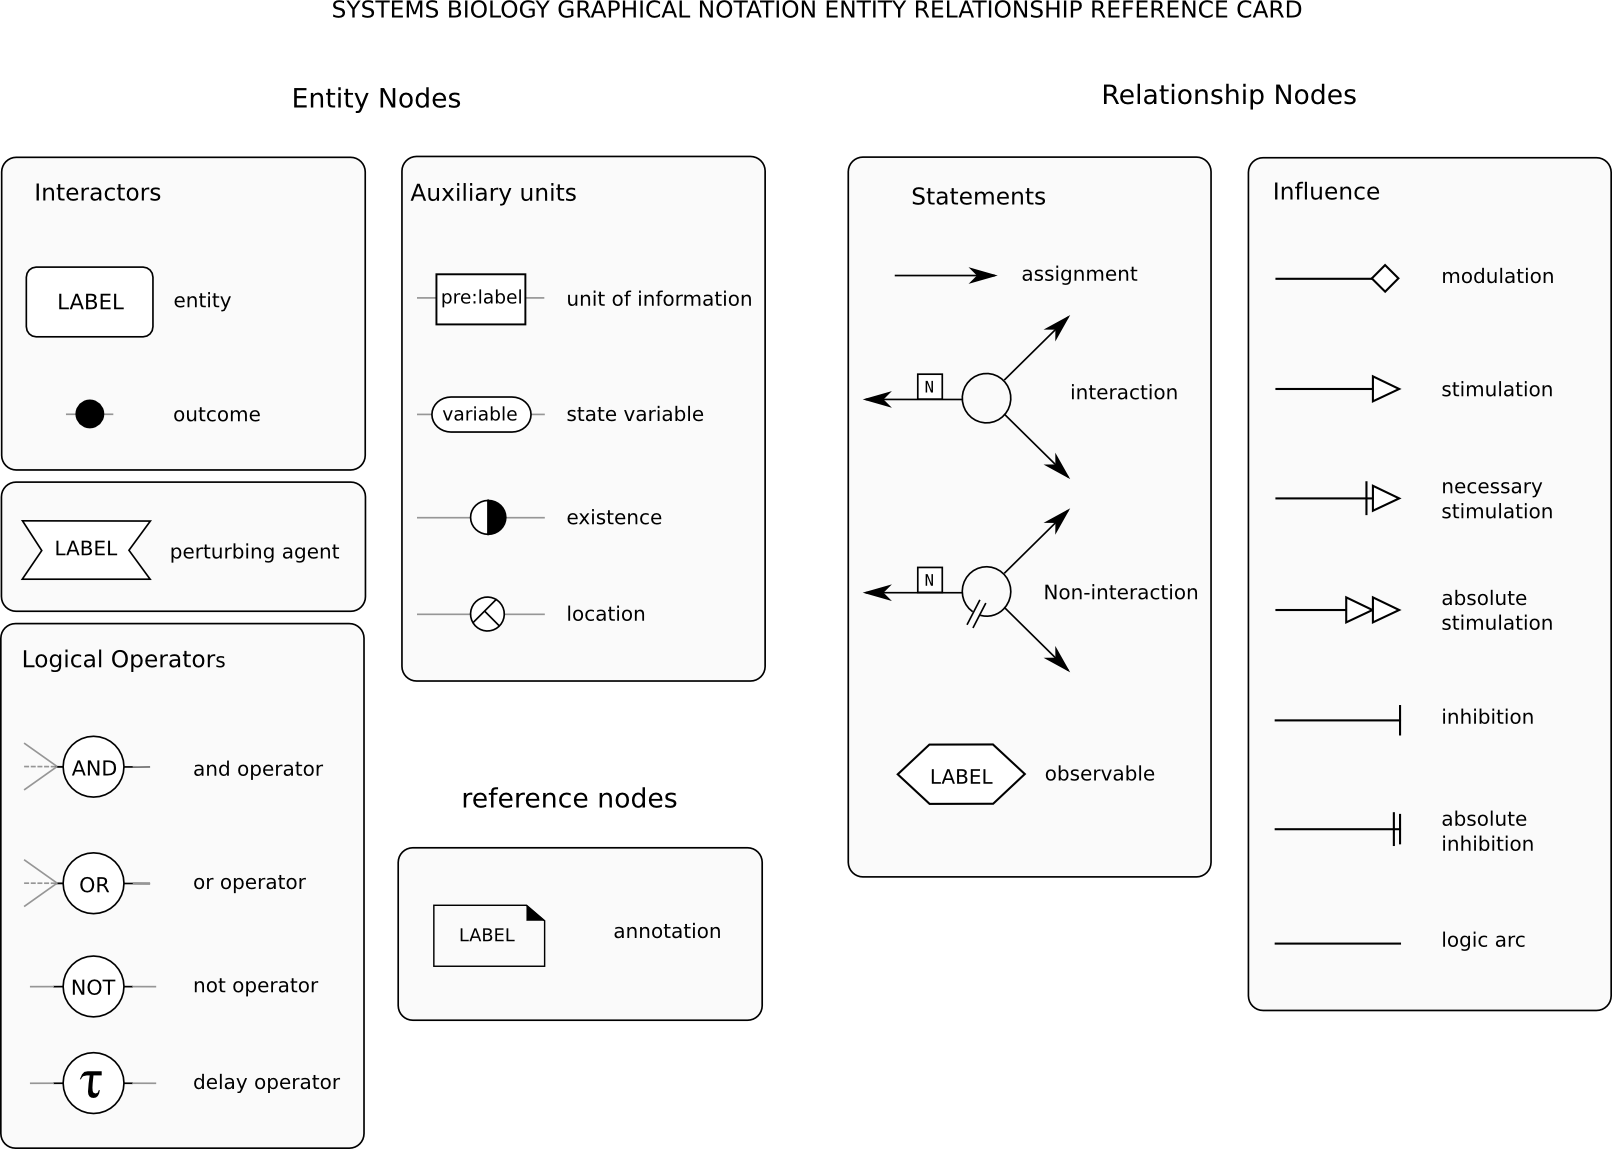 SYSTEMS BIOLOGY GRAPHICAL NOTATION ENTITY RELATIONSHIP REFERENCE CARD
Entity Nodes
Interactors
LABEL entity
outcome
LABEL perturbing agent
Logical Operators
AND and operator
OR or operator
NOT not operator
τ delay operator
Auxiliary units
pre:label unit of information
variable state variable
existence
location
reference nodes
LABEL annotation
Relationship Nodes
Statements
assignment
N interaction
N Non-interaction
LABEL observable
Influence
modulation
stimulation
necessary
stimulation
absolute
stimulation
inhibition
absolute
inhibition
logic arc